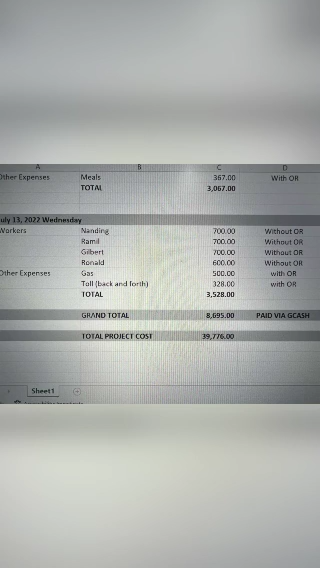 A B C D
Other Expenses Meals 367.00 With OR
TOTAL 3,067.00
uly 13, 2022 Wednesday
Workers Nanding 700.00 Without OR
Ramil 700.00 Without OR
Gilbert 700.00 Without OR
Ronald 600.00 Without OR
Other Expenses Gas 500.00 with OR
Toll (back and forth) 328.00 with OR
TOTAL 3,528.00
GRAND TOTAL 8,695.00 PAID VIA GCASH
TOTAL PROJECT COST 39,776.00
Sheet1